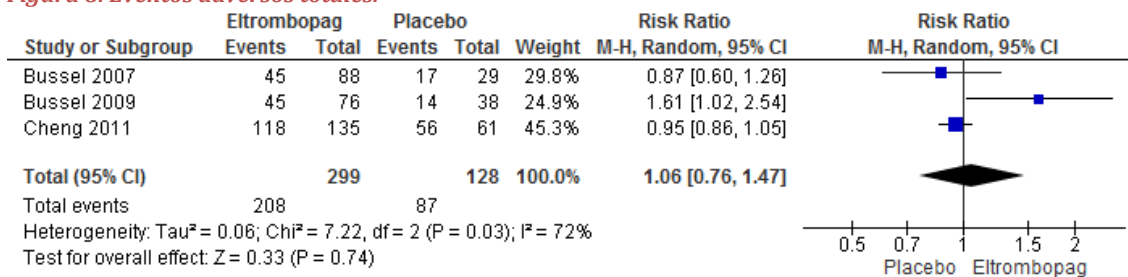 Figura 8. Eventos adversos totales.
Eltrombopag Placebo Risk Ratio Risk Ratio
Study or Subgroup Events Total Events Total Weight M-H, Random, 95% CI M-H, Random, 95% CI
Bussel 2007 45 88 17 29 29.8% 0.87 [0.60, 1.26]
Bussel 2009 45 76 14 38 24.9% 1.61 [1.02, 2.54]
Cheng 2011 118 135 56 61 45.3% 0.95 [0.86, 1.05]
Total (95% CI) 299 128 100.0% 1.06 [0.76, 1.47]
Total events 208 87
Heterogeneity: Tau² = 0.06; Chi² = 7.22, df = 2 (P = 0.03); I² = 72%
Test for overall effect: Z = 0.33 (P = 0.74)
0.5 0.7 1 1.5 2
Placebo Eltrombopag